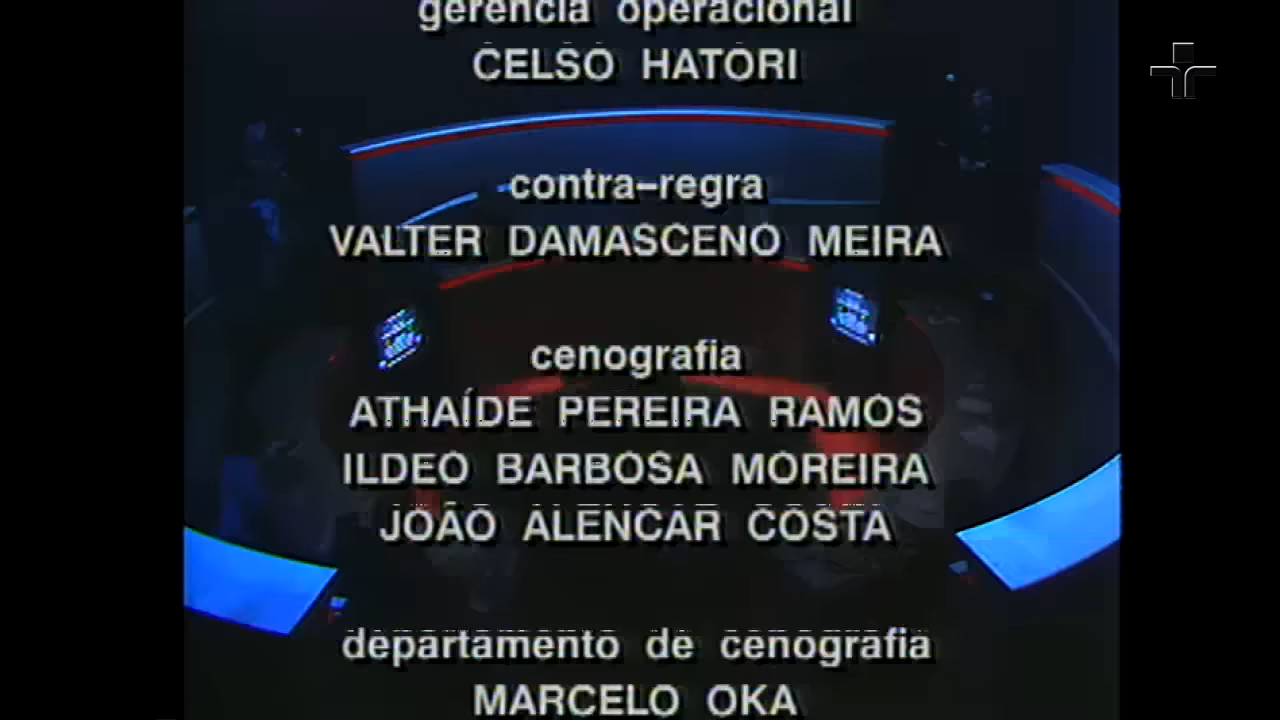 gerência operacional
CELSO HATORI
contra-regra
VALTER DAMASCENO MEIRA
cenografia
ATHAÍDE PEREIRA RAMOS
ILDEO BARBOSA MOREIRA
JOÃO ALENCAR COSTA
departamento de cenografia
MARCELO OKA